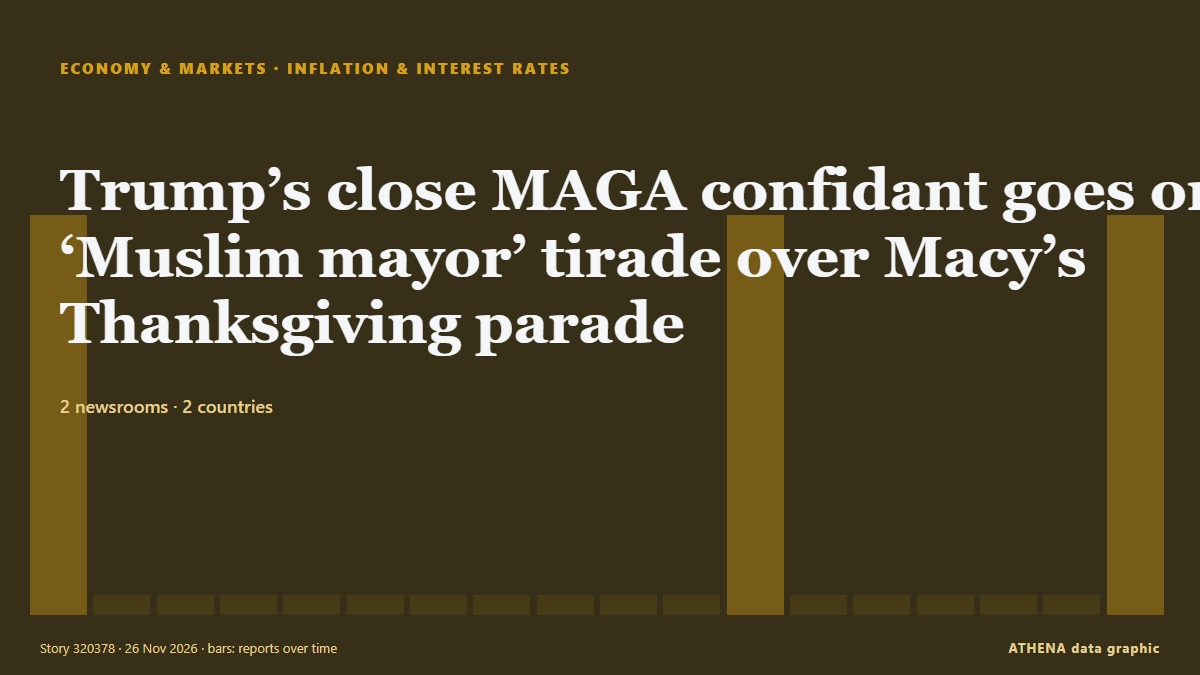 ECONOMY & MARKETS · INFLATION & INTEREST RATES
Trump’s close MAGA confidant goes
‘Muslim mayor’ tirade over Macy’s
Thanksgiving parade
2 newsrooms · 2 countries
Story 320378 · 26 Nov 2026 · bars: reports over time
ATHENA data graphic